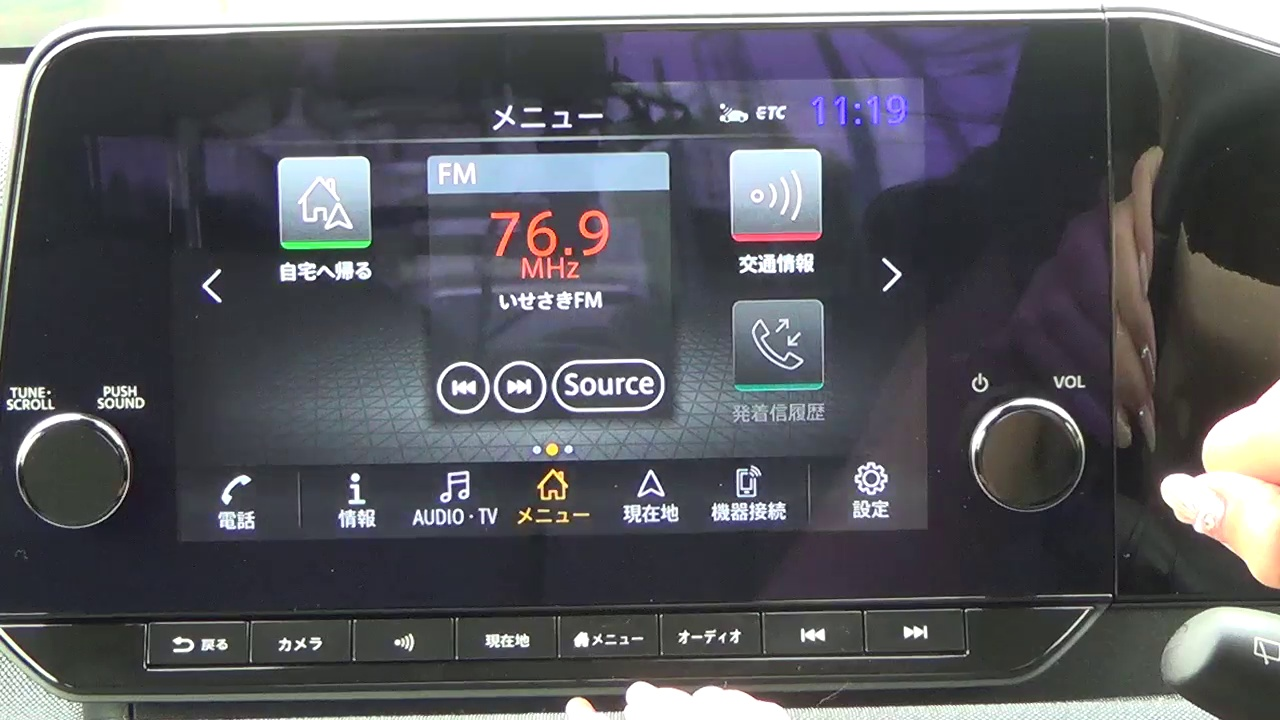 メニュー
ETC 11:19
自宅へ帰る
FM
76.9
MHz
いせさきFM
Source
交通情報
発着信履歴
TUNE・
SCROLL
PUSH
SOUND
VOL
電話
情報
AUDIO・TV
メニュー
現在地
機器接続
設定
戻る
カメラ
現在地
メニュー
オーディオ